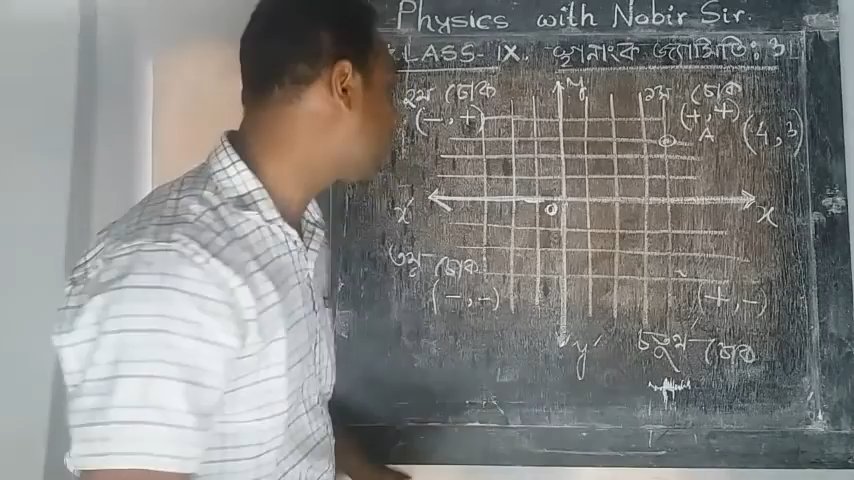 Physics with Nobir Sir.
CLASS-IX. স্থানাংক জ্যামিতি: 3
২য় চোক y ১ম চোক
(-, +) (+, +)
A (4, 3)
x' o x
৩য়-চোক
(-, -) (+, -)
y' চতুৰ্থ-চোক